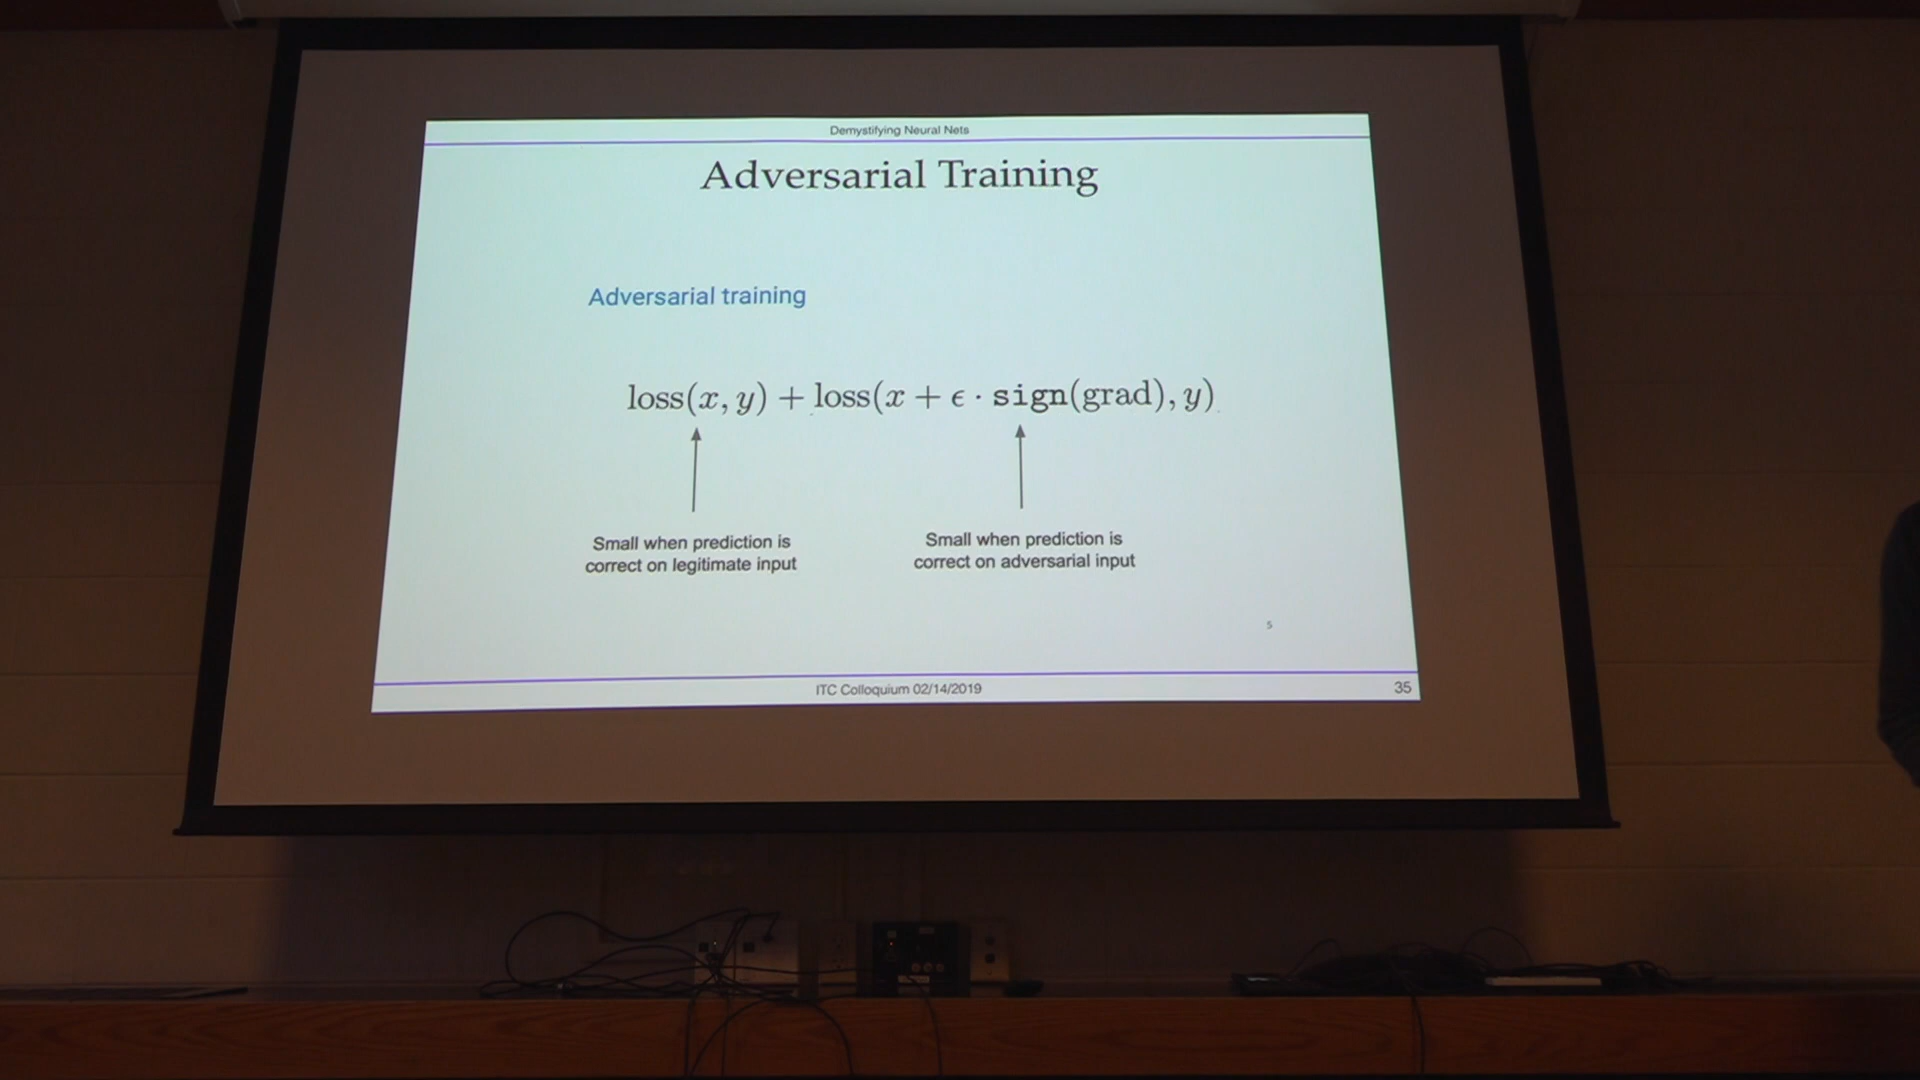 Demystifying Neural Nets
Adversarial Training
Adversarial training
loss(x, y) + loss(x + ϵ · sign(grad), y)
Small when prediction is
correct on legitimate input
Small when prediction is
correct on adversarial input
5
ITC Colloquium 02/14/2019
35